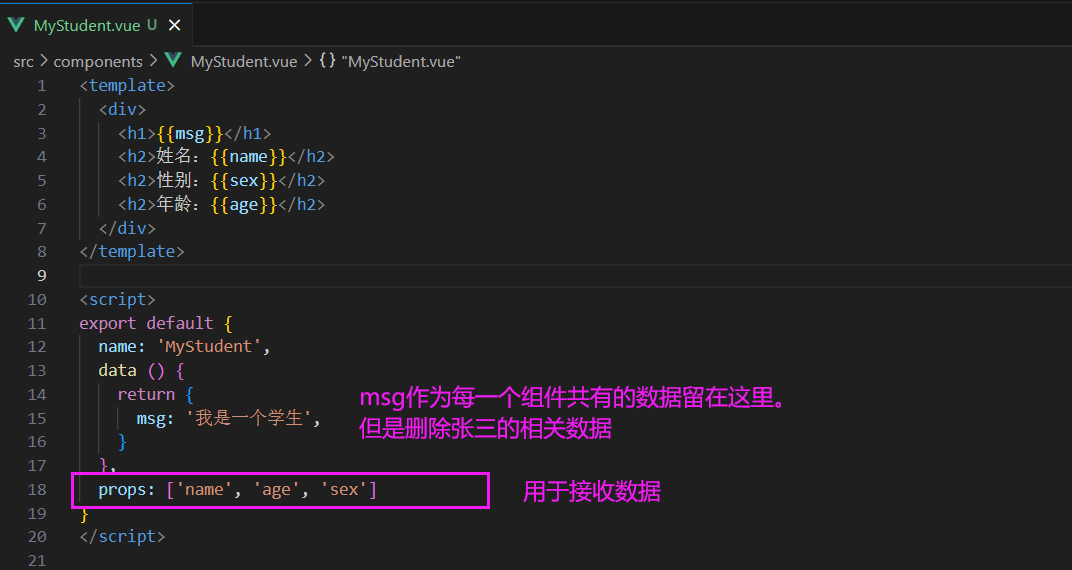 MyStudent.vue U ×
src > components > MyStudent.vue > {} "MyStudent.vue"
1 <template>
2 <div>
3 <h1>{{msg}}</h1>
4 <h2>姓名：{{name}}</h2>
5 <h2>性别：{{sex}}</h2>
6 <h2>年龄：{{age}}</h2>
7 </div>
8 </template>
9
10 <script>
11 export default {
12 name: 'MyStudent',
13 data () {
14 return {
msg作为每一个组件共有的数据留在这里。
15 msg: '我是一个学生',
但是删除张三的相关数据
16 }
17 },
18 props: ['name', 'age', 'sex']
用于接收数据
19 }
20 </script>
21